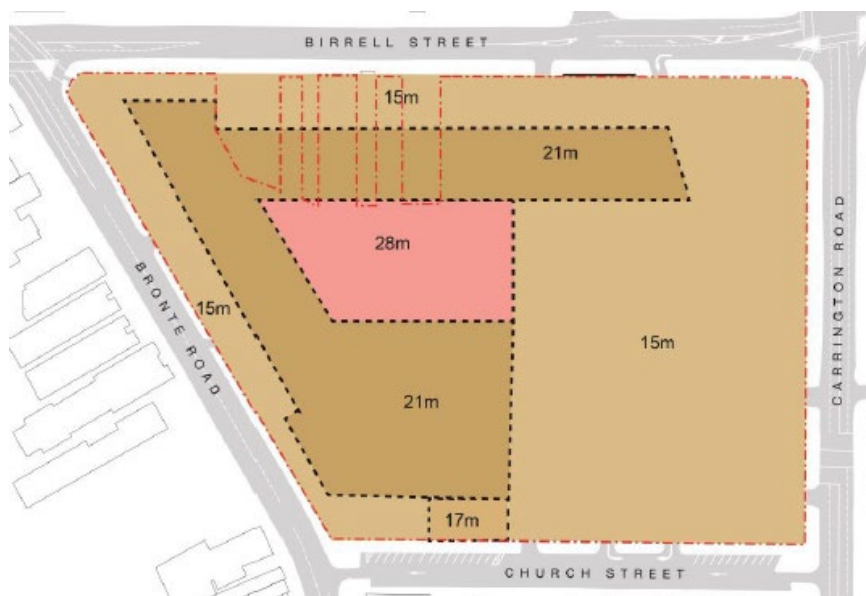 BIRRELL STREET
15m
21m
28m
BRONTE ROAD
15m
15m
CARRINGTON ROAD
21m
17m
CHURCH STREET